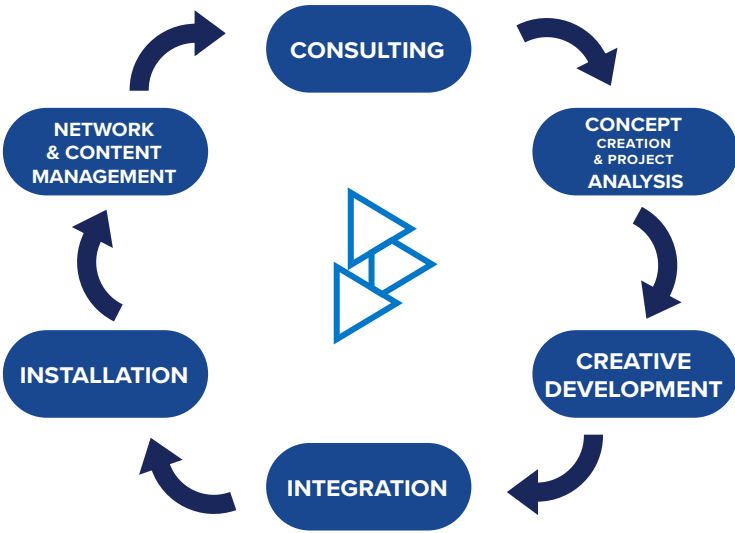 CONSULTING
CONCEPT
CREATION
& PROJECT
ANALYSIS
CREATIVE
DEVELOPMENT
INTEGRATION
INSTALLATION
NETWORK
& CONTENT
MANAGEMENT